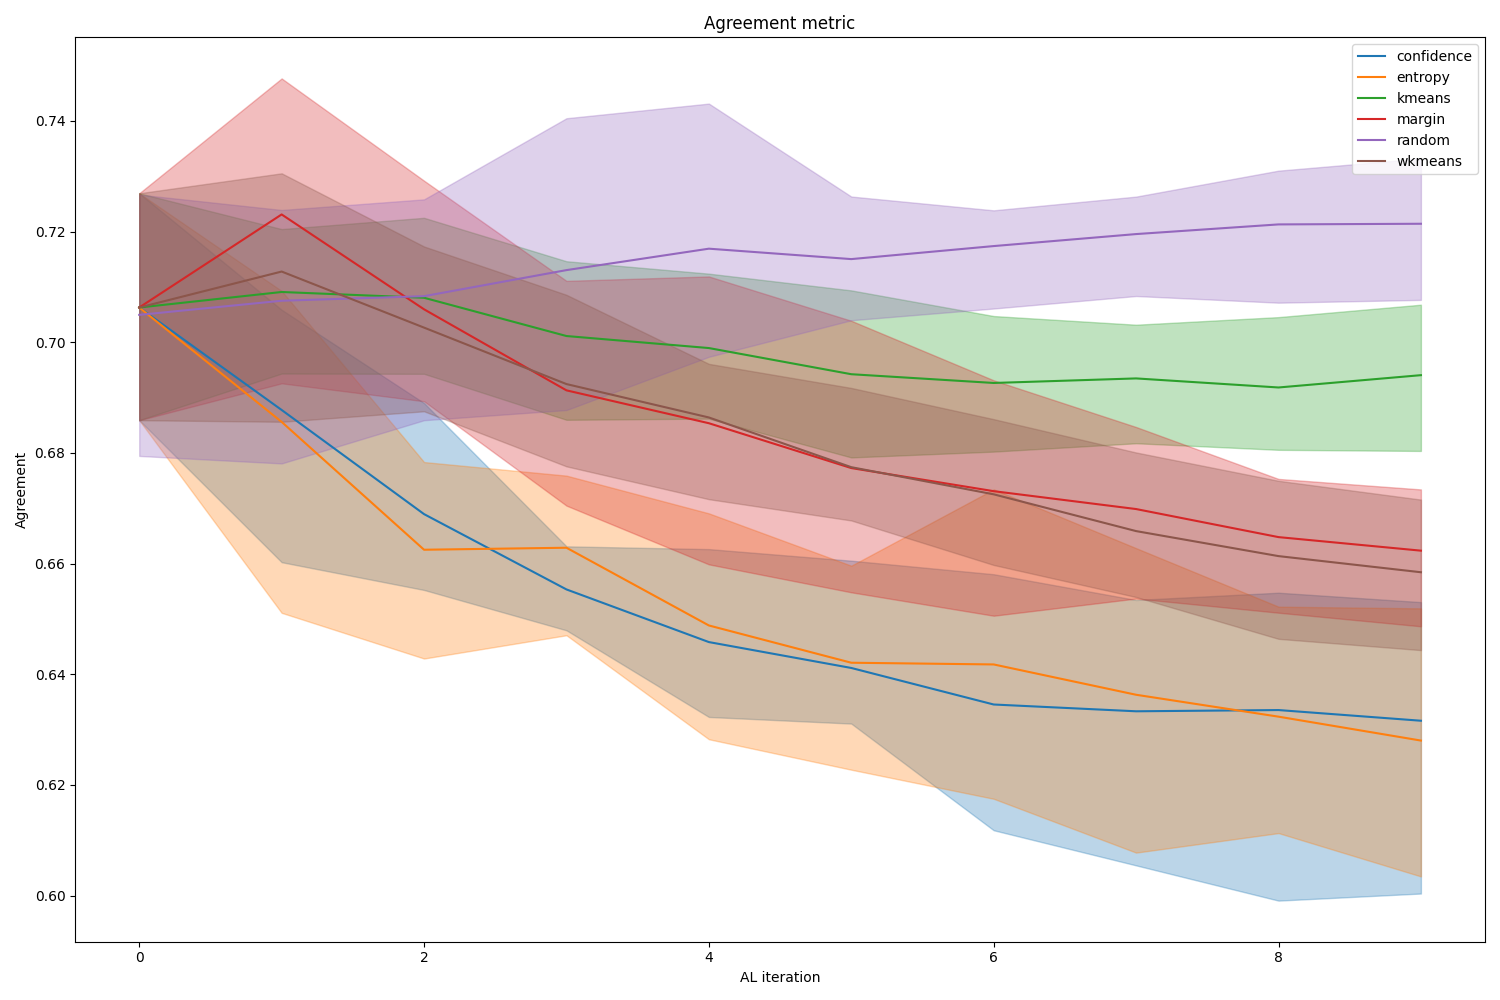 Agreement metric
confidence
entropy
kmeans
margin
random
wkmeans
0.74
0.72
0.70
0.68
0.66
0.64
0.62
0.60
Agreement
0 2 4 6 8
AL iteration